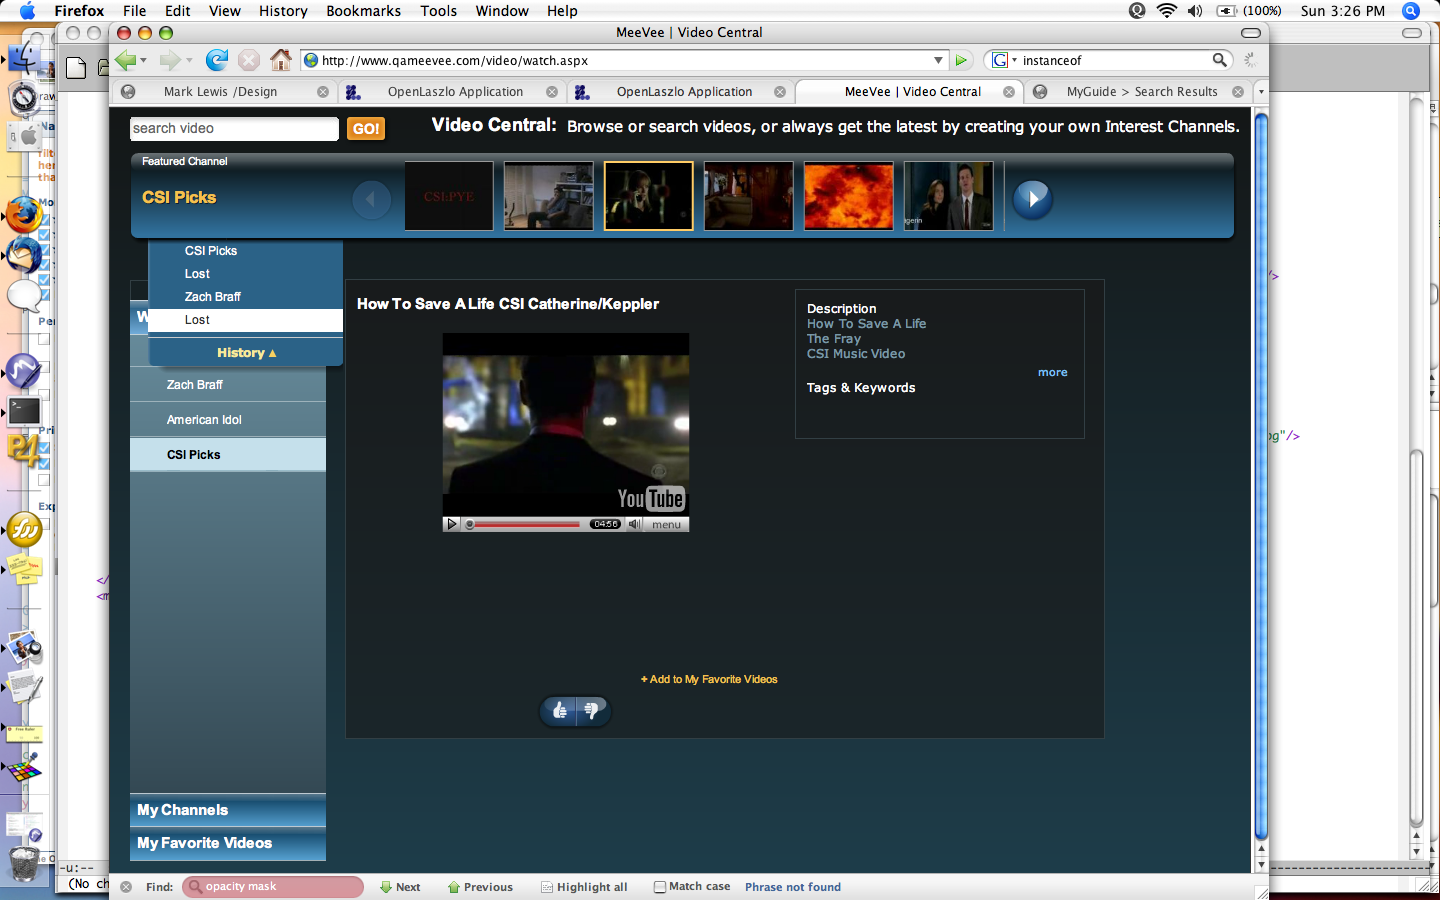 Firefox File Edit View History Bookmarks Tools Window Help (100%) Sun 3:26 PM
MeeVee | Video Central
http://www.qameevee.com/video/watch.aspx
instanceof
Mark Lewis /Design
OpenLaszlo Application
OpenLaszlo Application
MeeVee | Video Central
MyGuide > Search Results
search video
GO!
Video Central: Browse or search videos, or always get the latest by creating your own Interest Channels.
Featured Channel
CSI Picks
CSI:PYE
CSI Picks
Lost
Zach Braff
Lost
History ▲
Zach Braff
American Idol
CSI Picks
My Channels
My Favorite Videos
How To Save A Life CSI Catherine/Keppler
YouTube
04:56
menu
Description
How To Save A Life
The Fray
CSI Music Video
more
Tags & Keywords
+ Add to My Favorite Videos
Find: opacity mask Next Previous Highlight all Match case Phrase not found
/>
"/>
</
-u:--
(No ch